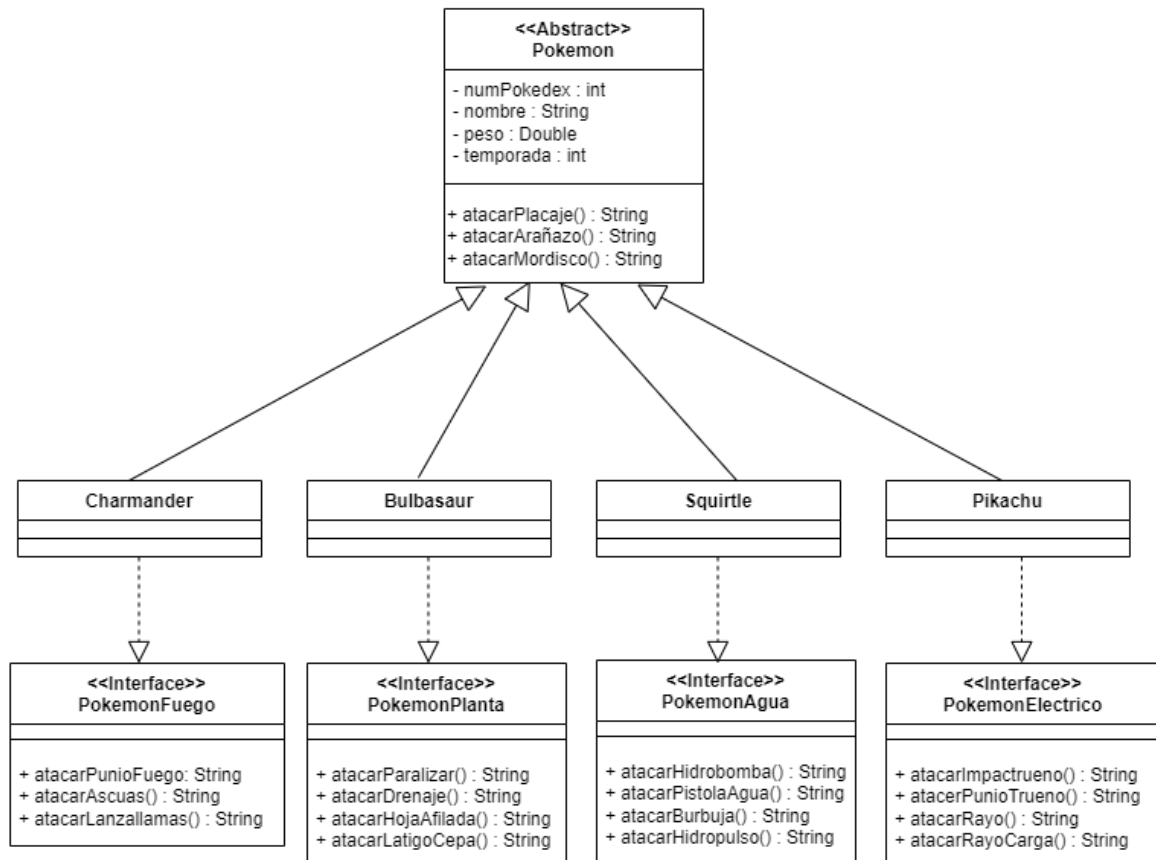 <<Abstract>>
Pokemon
- numPokedex : int
- nombre : String
- peso : Double
- temporada : int
+ atacarPlacaje() : String
+ atacarArañazo() : String
+ atacarMordisco() : String
Charmander
Bulbasaur
Squirtle
Pikachu
<<Interface>>
PokemonFuego
+ atacarPunioFuego: String
+ atacarAscuas() : String
+ atacarLanzallamas() : String
<<Interface>>
PokemonPlanta
+ atacarParalizar() : String
+ atacarDrenaje() : String
+ atacarHojaAfilada() : String
+ atacarLatigoCepa() : String
<<Interface>>
PokemonAgua
+ atacarHidrobomba() : String
+ atacarPistolaAgua() : String
+ atacarBurbuja() : String
+ atacarHidropulso() : String
<<Interface>>
PokemonElectrico
+ atacarImpactrueno() : String
+ atacerPunioTrueno() : String
+ atacarRayo() : String
+ atacarRayoCarga() : String